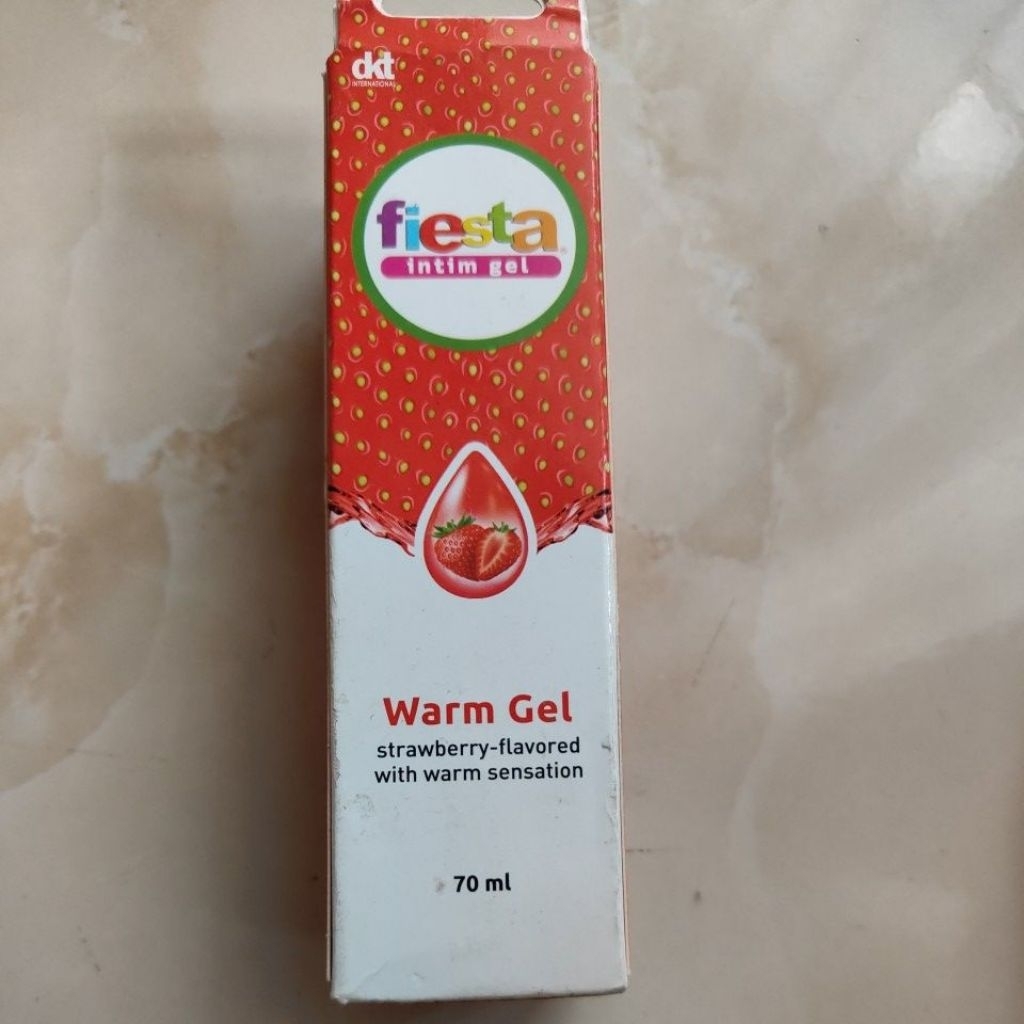 dkt
INTERNATIONAL
fiesta®
intim gel
Warm Gel
strawberry-flavored
with warm sensation
70 ml